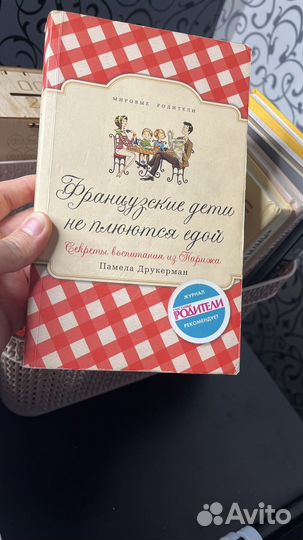 МИРОВЫЕ РОДИТЕЛИ
Французские дети
не плюются едой
Секреты воспитания из Парижа
Памела Друкерман
ЖУРНАЛ
РОДИТЕЛИ
РЕКОМЕНДУЕТ
Avito